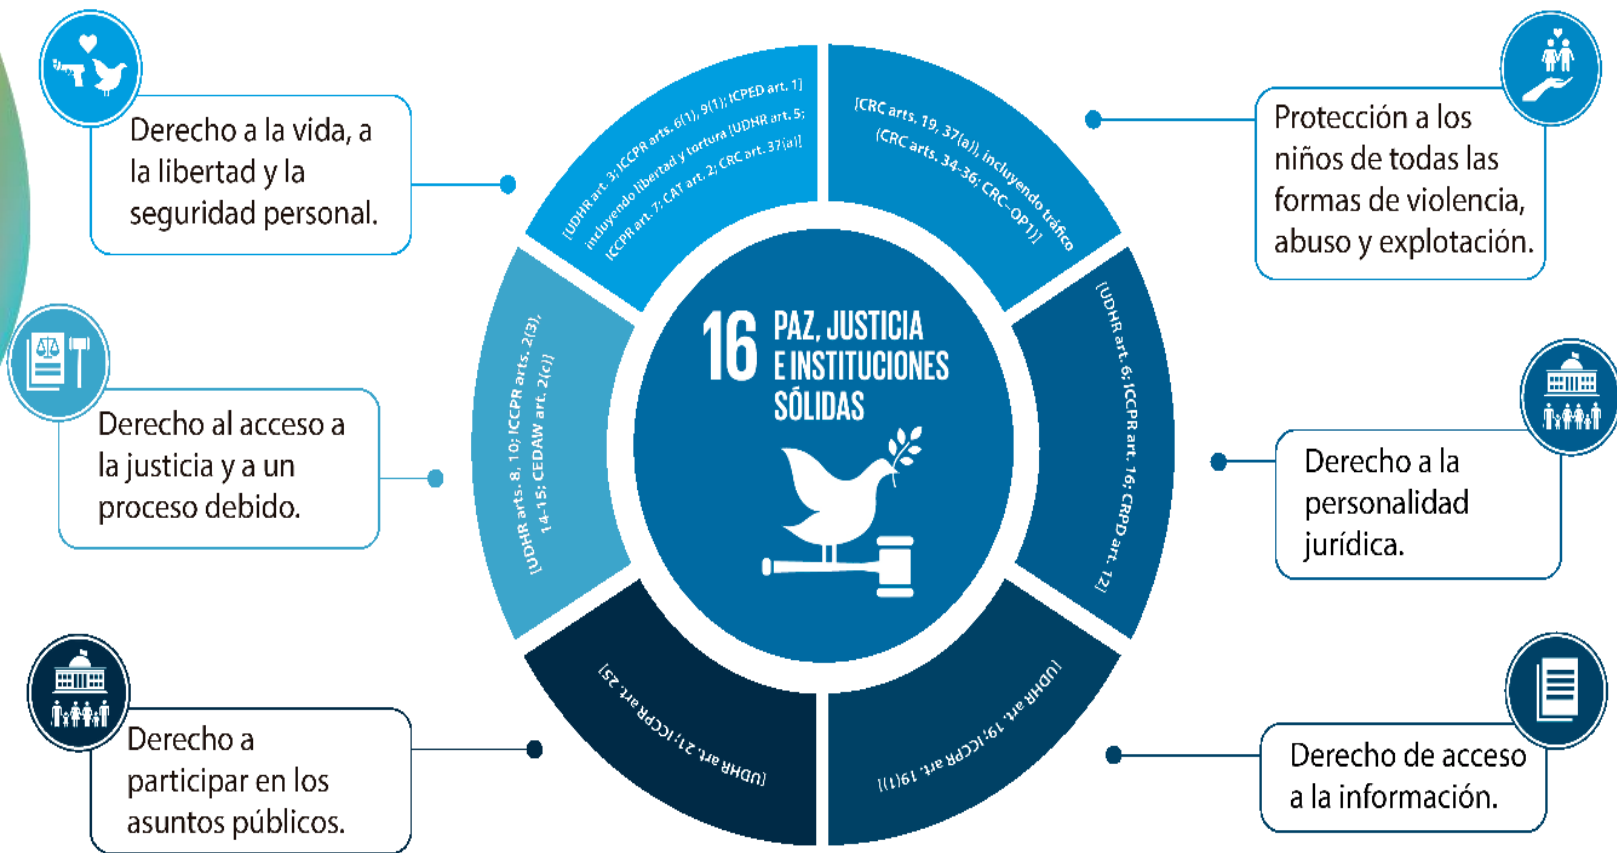 Derecho a la vida, a
la libertad y la
seguridad personal.
[UDHR art. 3; ICCPR arts. 6(1), 9(1); ICPED art. 1]
incluyendo libertad y tortura [UDHR art. 5;
ICCPR art. 7; CAT art. 2; CRC art. 37(a)]
[CRC arts. 19, 37(a)), incluyendo tráfico
(CRC arts. 34-36; CRC–OP1)]
Protección a los
niños de todas las
formas de violencia,
abuso y explotación.
Derecho al acceso a
la justicia y a un
proceso debido.
[UDHR arts. 8, 10; ICCPR arts. 2(3),
14-15; CEDAW art. 2(c)]
16 PAZ, JUSTICIA
E INSTITUCIONES
SÓLIDAS
[UDHR art. 6; ICCPR art. 16; CRPD art. 12]
Derecho a la
personalidad
jurídica.
Derecho a
participar en los
asuntos públicos.
[UDHR art. 21; ICCPR art. 25]
[UDHR art. 19; ICCPR art. 19(1)]
Derecho de acceso
a la información.